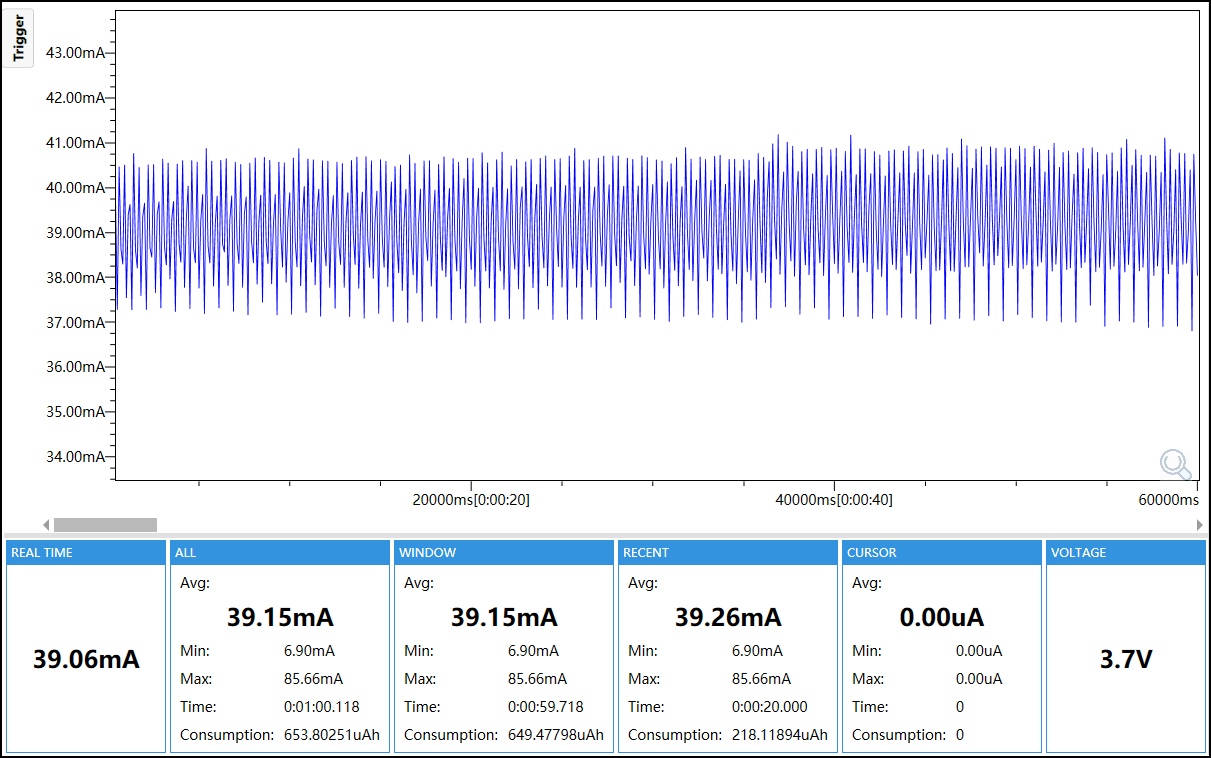 Trigger
43.00mA
42.00mA
41.00mA
40.00mA
39.00mA
38.00mA
37.00mA
36.00mA
35.00mA
34.00mA
20000ms[0:00:20] 40000ms[0:00:40] 60000ms
REAL TIME
39.06mA
ALL
Avg:
39.15mA
Min: 6.90mA
Max: 85.66mA
Time: 0:01:00.118
Consumption: 653.80251uAh
WINDOW
Avg:
39.15mA
Min: 6.90mA
Max: 85.66mA
Time: 0:00:59.718
Consumption: 649.47798uAh
RECENT
Avg:
39.26mA
Min: 6.90mA
Max: 85.66mA
Time: 0:00:20.000
Consumption: 218.11894uAh
CURSOR
Avg:
0.00uA
Min: 0.00uA
Max: 0.00uA
Time: 0
Consumption: 0
VOLTAGE
3.7V